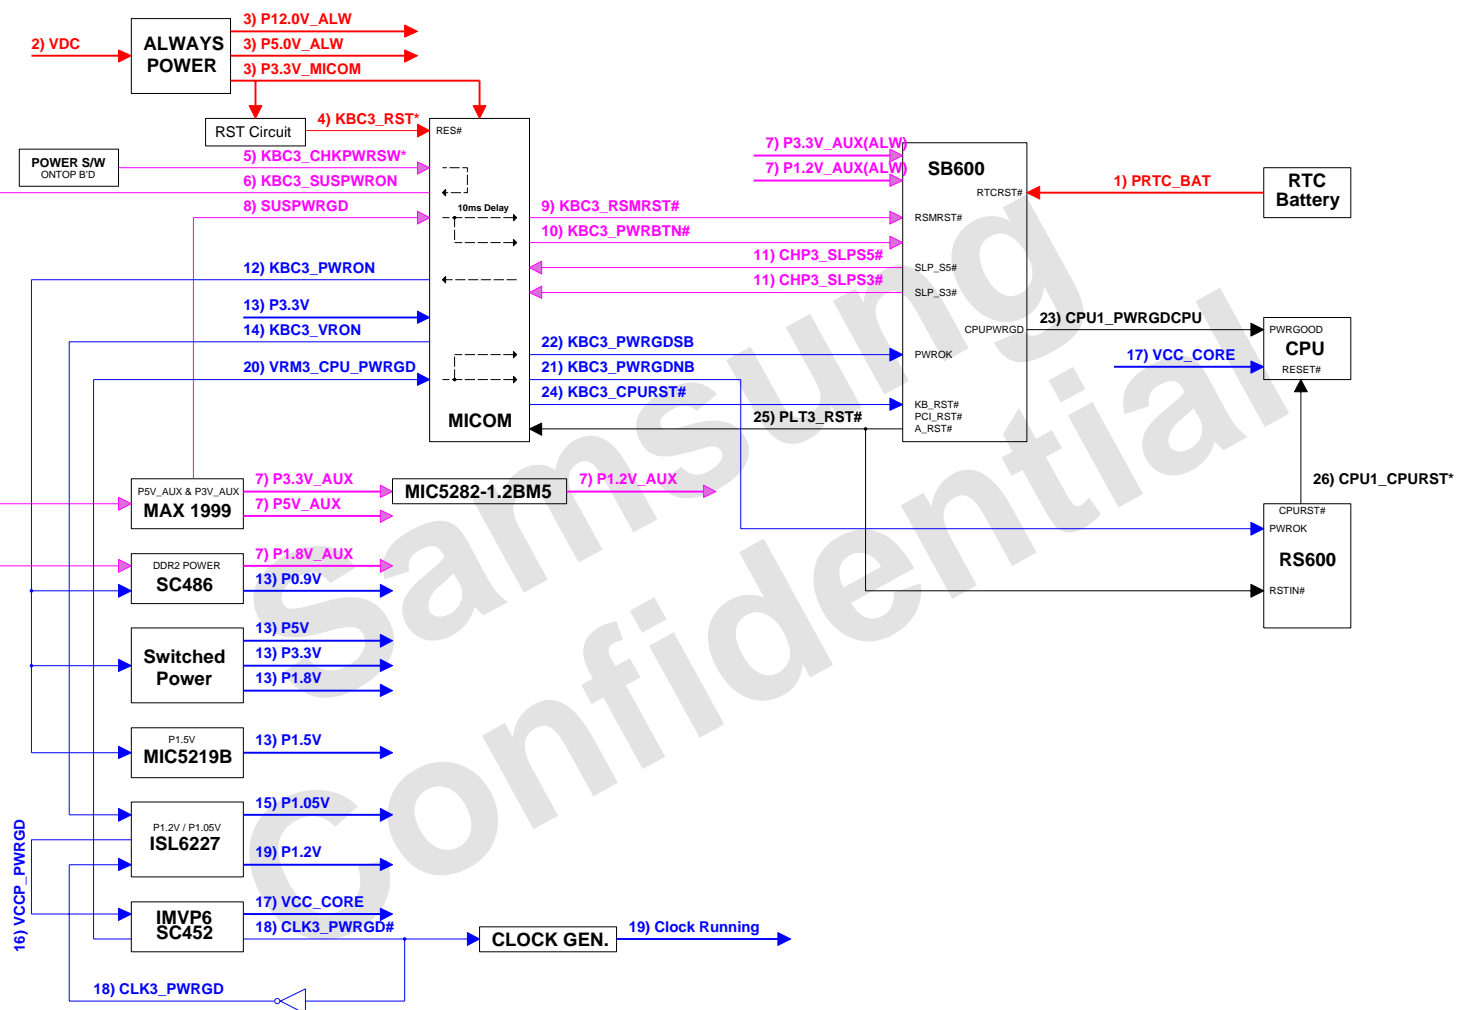 2) VDC
ALWAYS
POWER
3) P12.0V_ALW
3) P5.0V_ALW
3) P3.3V_MICOM
RST Circuit
4) KBC3_RST*
RES#
POWER S/W
ONTOP B'D
5) KBC3_CHKPWRSW*
6) KBC3_SUSPWRON
8) SUSPWRGD
10ms Delay
9) KBC3_RSMRST#
10) KBC3_PWRBTN#
11) CHP3_SLPS5#
11) CHP3_SLPS3#
7) P3.3V_AUX(ALW)
7) P1.2V_AUX(ALW)
SB600
RTCRST#
RSMRST#
SLP_S5#
SLP_S3#
CPUPWRGD
PWROK
KB_RST#
PCI_RST#
A_RST#
1) PRTC_BAT
RTC
Battery
12) KBC3_PWRON
13) P3.3V
14) KBC3_VRON
20) VRM3_CPU_PWRGD
MICOM
22) KBC3_PWRGDSB
21) KBC3_PWRGDNB
24) KBC3_CPURST#
25) PLT3_RST#
23) CPU1_PWRGDCPU
17) VCC_CORE
PWRGOOD
CPU
RESET#
26) CPU1_CPURST*
CPURST#
PWROK
RS600
RSTIN#
P5V_AUX & P3V_AUX
MAX 1999
7) P3.3V_AUX
7) P5V_AUX
MIC5282-1.2BM5
7) P1.2V_AUX
DDR2 POWER
SC486
7) P1.8V_AUX
13) P0.9V
Switched
Power
13) P5V
13) P3.3V
13) P1.8V
P1.5V
MIC5219B
13) P1.5V
P1.2V / P1.05V
ISL6227
15) P1.05V
19) P1.2V
16) VCCP_PWRGD
IMVP6
SC452
17) VCC_CORE
18) CLK3_PWRGD#
CLOCK GEN.
19) Clock Running
18) CLK3_PWRGD
Samsung
Confidential